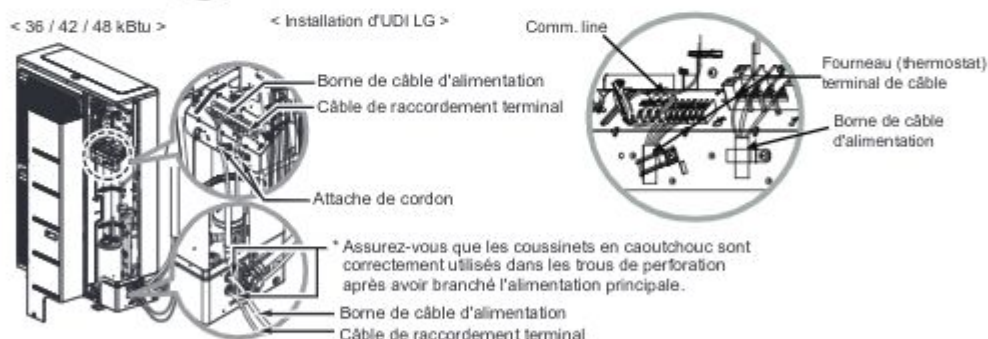 < 36 / 42 / 48 kBtu >
< Installation d'UDI LG >
Borne de câble d'alimentation
Câble de raccordement terminal
Attache de cordon
* Assurez-vous que les coussinets en caoutchouc sont
correctement utilisés dans les trous de perforation
après avoir branché l'alimentation principale.
Borne de câble d'alimentation
Câble de raccordement terminal
Comm. line
Fourneau (thermostat)
terminal de câble
Borne de câble
d'alimentation